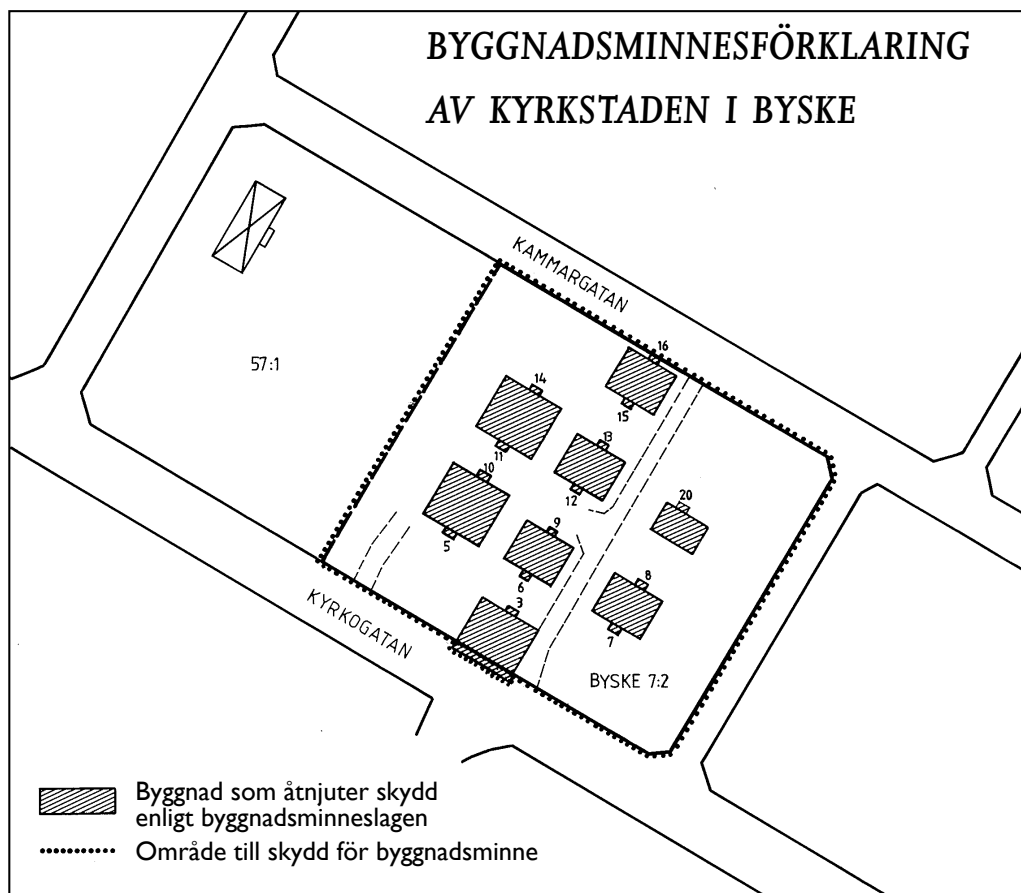 BYGGNADSMINNESFÖRKLARING
AV KYRKSTADEN I BYSKE
KAMMARGATAN
16
57:1
14
15
13
11
10
12
20
9
5
8
6
3
KYRKOGATAN
7
BYSKE 7:2
Byggnad som åtnjuter skydd
enligt byggnadsminneslagen
Område till skydd för byggnadsminne